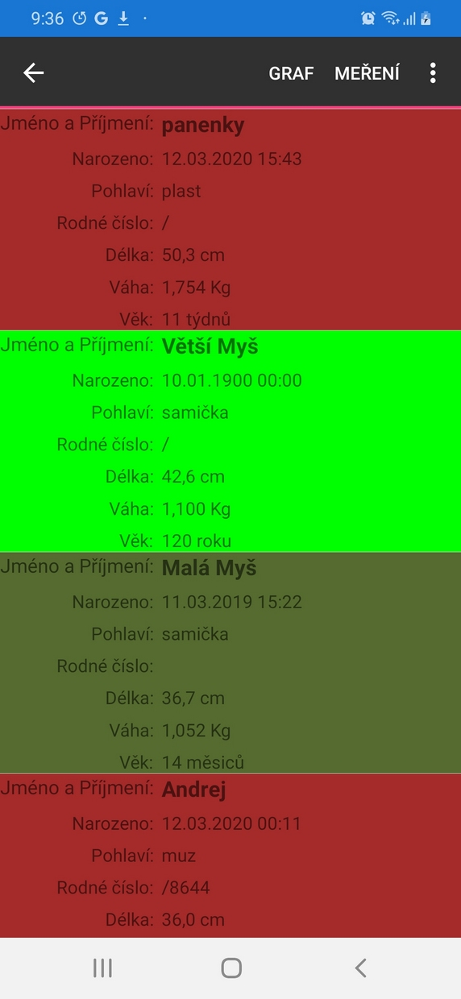 9:36
GRAF MEŘENÍ
Jméno a Příjmení: panenky
Narozeno: 12.03.2020 15:43
Pohlaví: plast
Rodné číslo: /
Délka: 50,3 cm
Váha: 1,754 Kg
Věk: 11 týdnů
Jméno a Příjmení: Větší Myš
Narozeno: 10.01.1900 00:00
Pohlaví: samička
Rodné číslo: /
Délka: 42,6 cm
Váha: 1,100 Kg
Věk: 120 roku
Jméno a Příjmení: Malá Myš
Narozeno: 11.03.2019 15:22
Pohlaví: samička
Rodné číslo:
Délka: 36,7 cm
Váha: 1,052 Kg
Věk: 14 měsiců
Jméno a Příjmení: Andrej
Narozeno: 12.03.2020 00:11
Pohlaví: muz
Rodné číslo: /8644
Délka: 36,0 cm